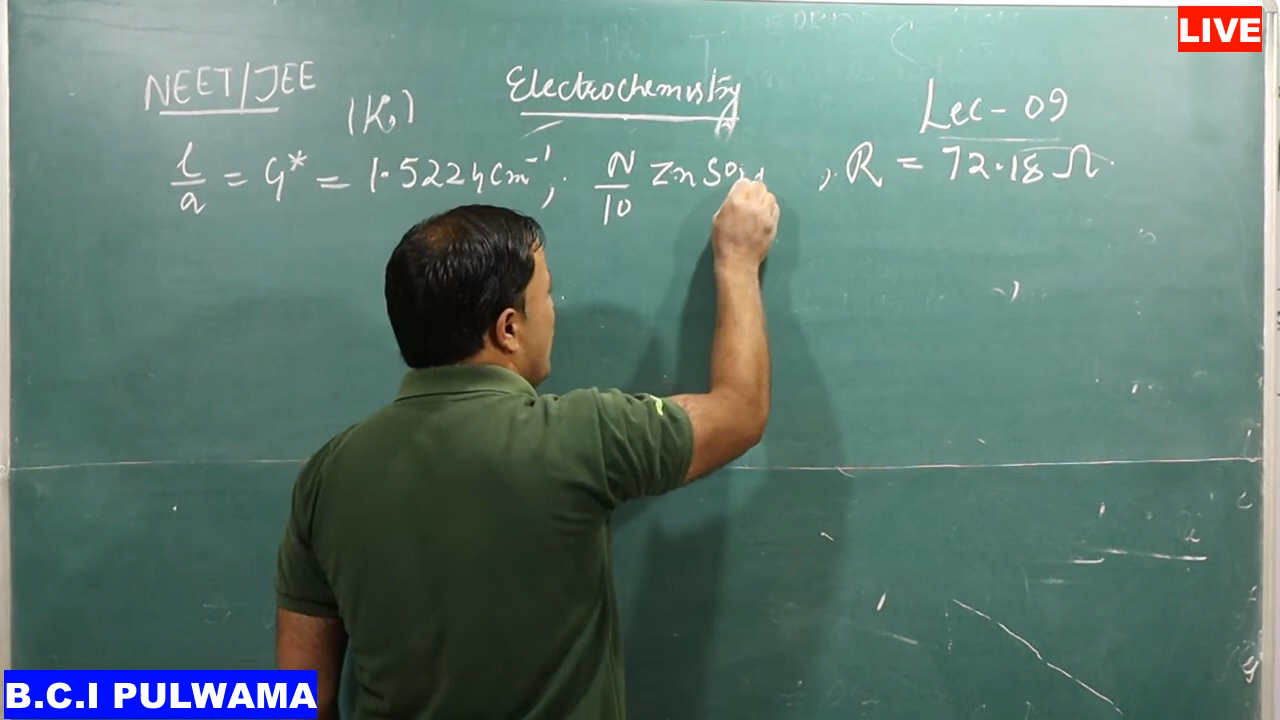 LIVE
NEET/JEE
Electrochemistry
Lec-09
(K)
l/a = G* = 1.5224 cm⁻¹; N/10 ZnSO₄ , R = 72.18 Ω.
B.C.I PULWAMA